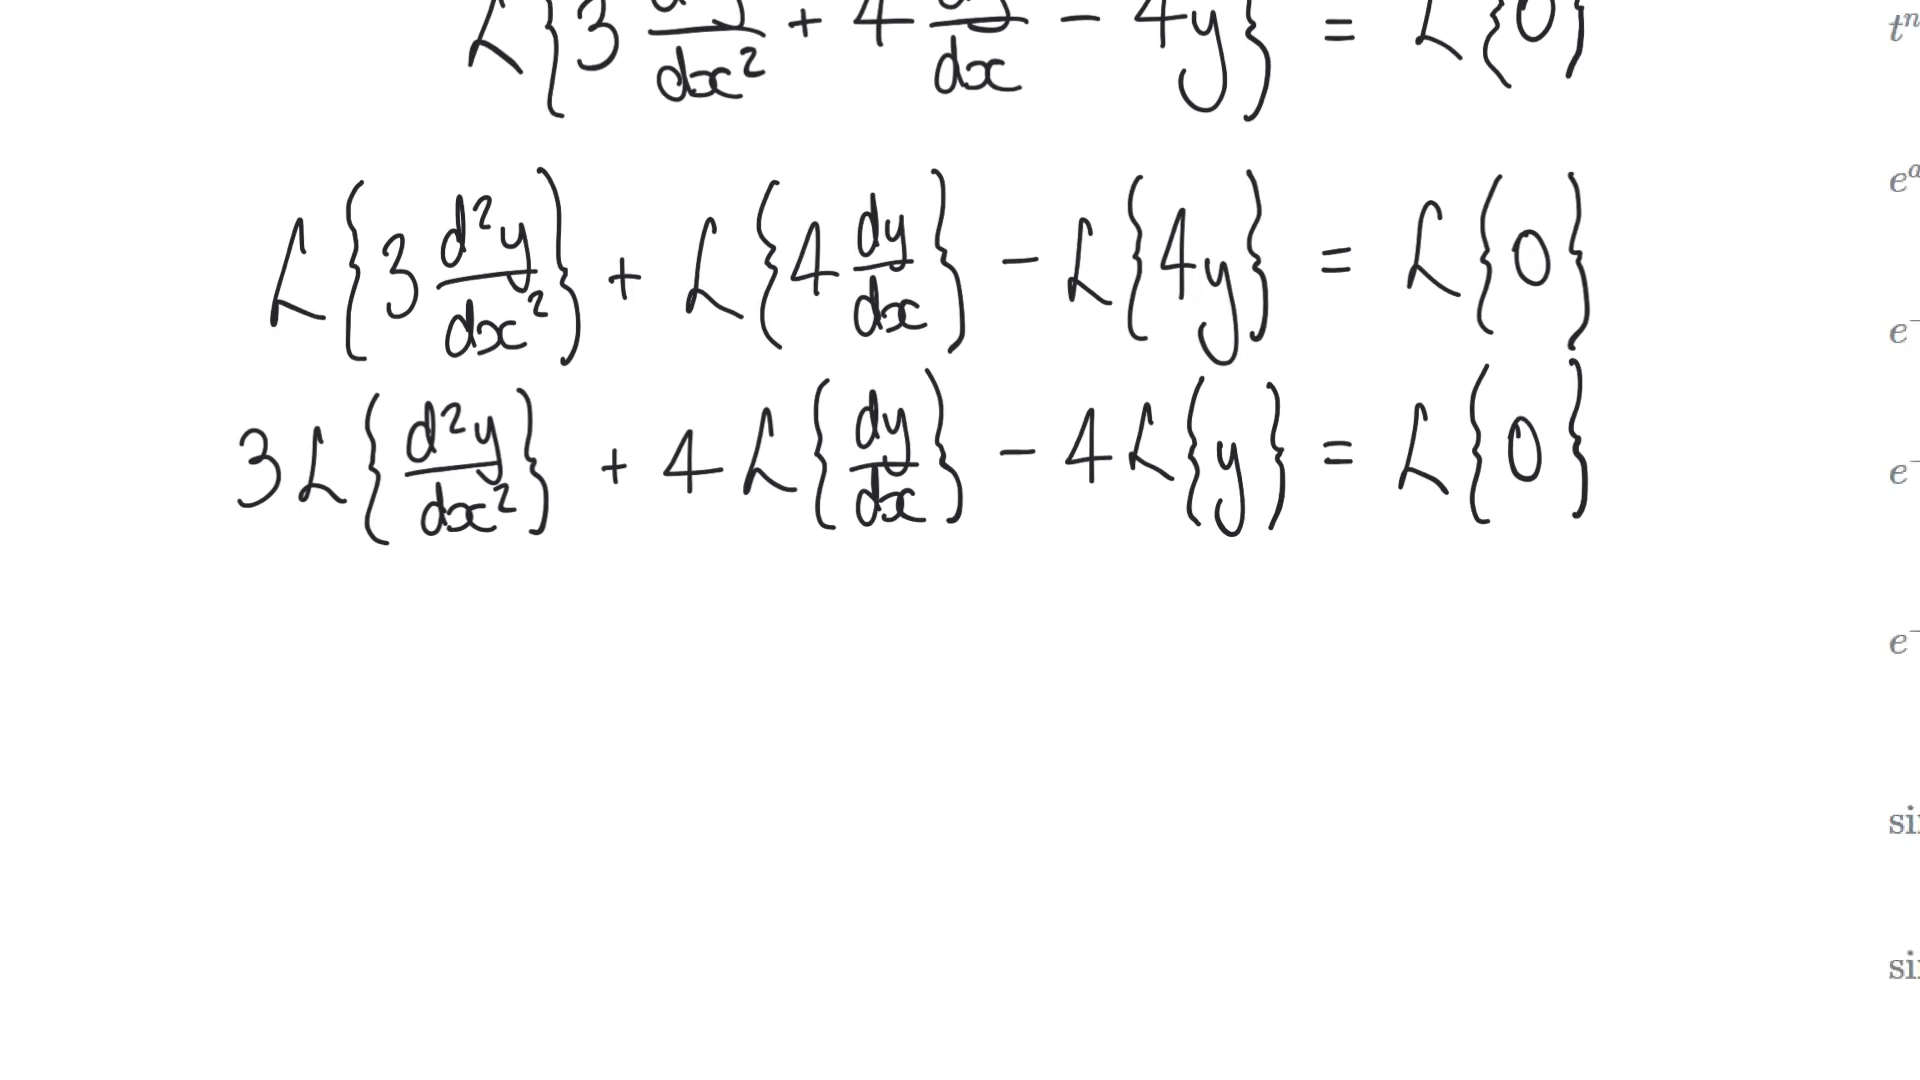 ℒ{3 d²y/dx² + 4 dy/dx − 4y} = ℒ{0}
ℒ{3 d²y/dx²} + ℒ{4 dy/dx} − ℒ{4y} = ℒ{0}
3ℒ{d²y/dx²} + 4ℒ{dy/dx} − 4ℒ{y} = ℒ{0}
tⁿ
e
e⁻
e⁻
e⁻